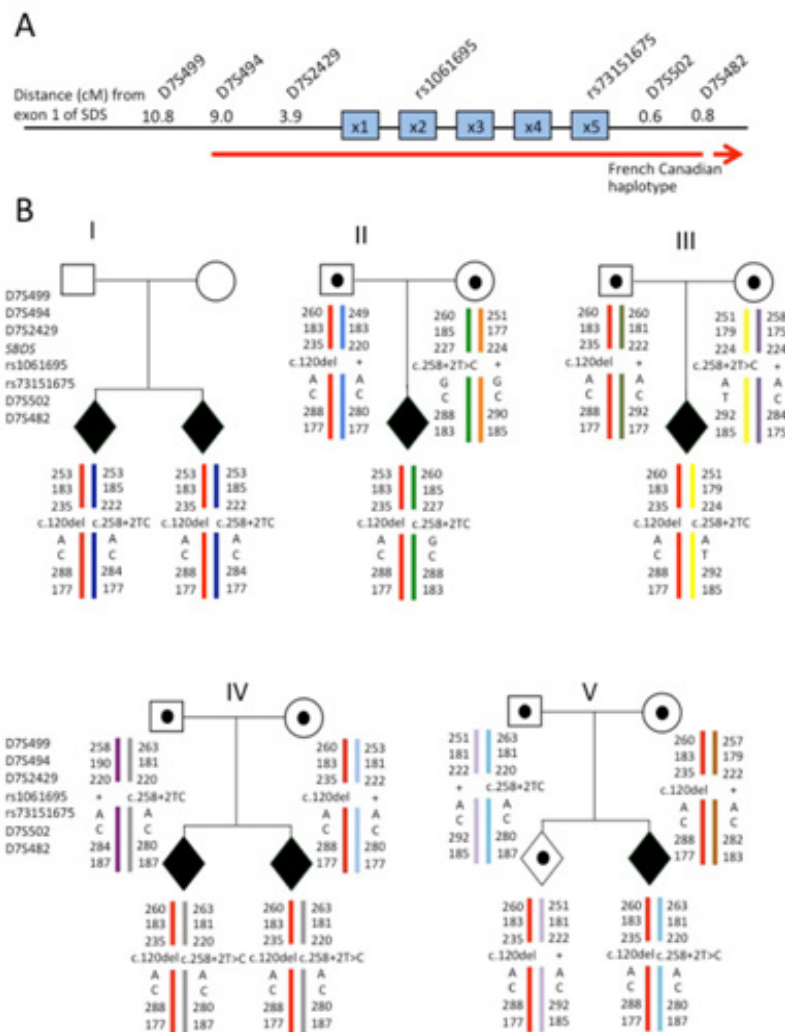 A
D7S499 D7S494 D7S2429 rs1061695 rs73151675 D7S502 D7S482
Distance (cM) from
exon 1 of SDS 10.8 9.0 3.9 x1 x2 x3 x4 x5 0.6 0.8
French Canadian
haplotype
B
I II III
D7S499
D7S494
D7S2429
SBDS
rs1061695
rs73151675
D7S502
D7S482
260 249 260 251
183 183 185 177
235 220 227 224
c.120del + c.258+2T>C +
A A G G
C C C C
288 280 288 290
177 177 183 185
260 260 251 258
183 181 179 175
235 222 224 224
c.120del + c.258+2T>C +
A A A A
C C T C
288 292 292 284
177 177 185 175
253 253 253 253
183 185 183 185
235 222 235 222
c.120del c.258+2TC c.120del c.258+2TC
A A A A
C C C C
288 284 288 284
177 177 177 177
253 260
183 185
235 227
c.120del c.258+2TC
A G
C C
288 288
177 183
260 251
183 179
235 224
c.120del c.258+2TC
A A
C T
288 292
177 185
IV V
D7S499
D7S494
D7S2429
rs1061695
rs73151675
D7S502
D7S482
258 263 260 253
190 181 183 181
220 220 235 220
+ c.258+2TC c.120del +
A A A A
C C C C
284 280 288 280
187 187 177 177
251 263 260 257
181 181 183 179
222 220 235 222
+ c.258+2TC c.120del +
A A A A
C C C C
292 280 288 282
185 187 177 183
260 263 260 263
183 181 183 181
235 220 235 220
c.120del c.258+2T>C c.120del c.258+2T>C
A A A A
C C C C
288 280 288 280
177 187 177 187
260 251 260 263
183 181 183 181
235 222 235 220
c.120del + c.120del c.258+2T>C
A A A A
C C C C
288 292 288 280
177 185 177 187